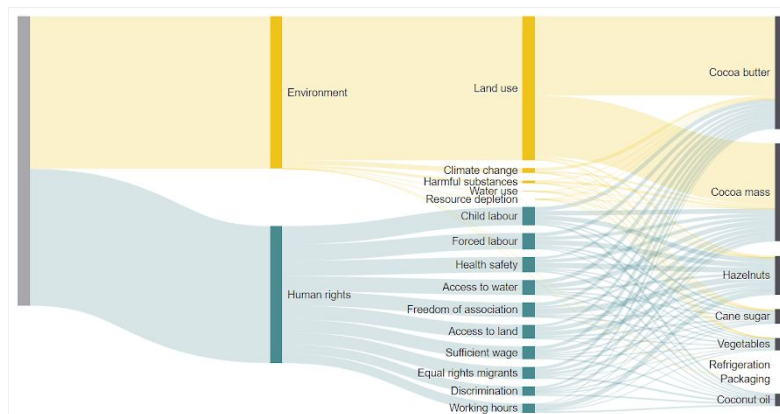 Environment
Human rights
Land use
Climate change
Harmful substances
Water use
Resource depletion
Child labour
Forced labour
Health safety
Access to water
Freedom of association
Access to land
Sufficient wage
Equal rights migrants
Discrimination
Working hours
Cocoa butter
Cocoa mass
Hazelnuts
Cane sugar
Vegetables
Refrigeration
Packaging
Coconut oil